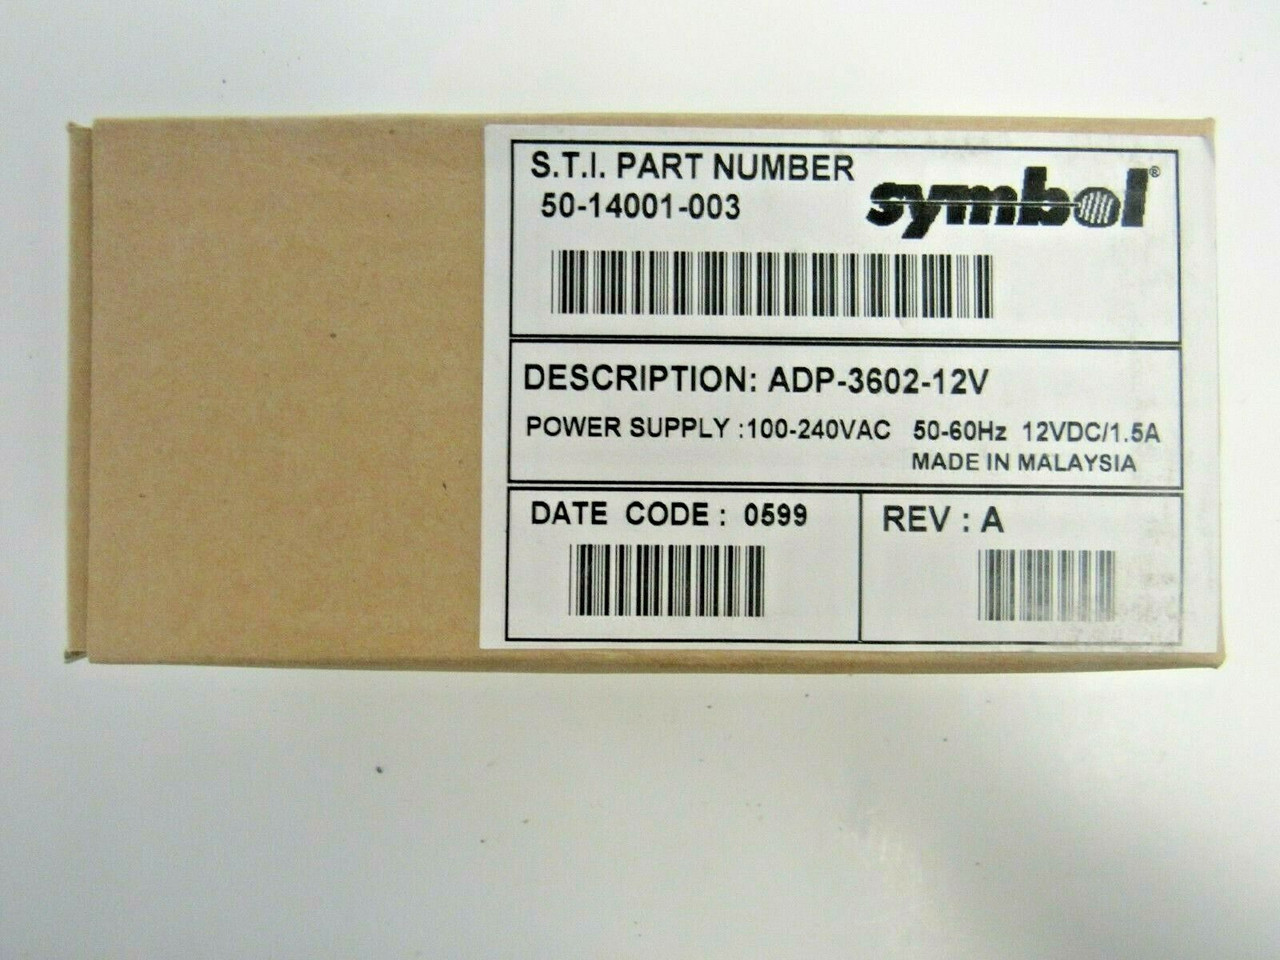 S.T.I. PART NUMBER
50-14001-003
symbol®
DESCRIPTION: ADP-3602-12V
POWER SUPPLY :100-240VAC 50-60Hz 12VDC/1.5A
MADE IN MALAYSIA
DATE CODE : 0599
REV : A